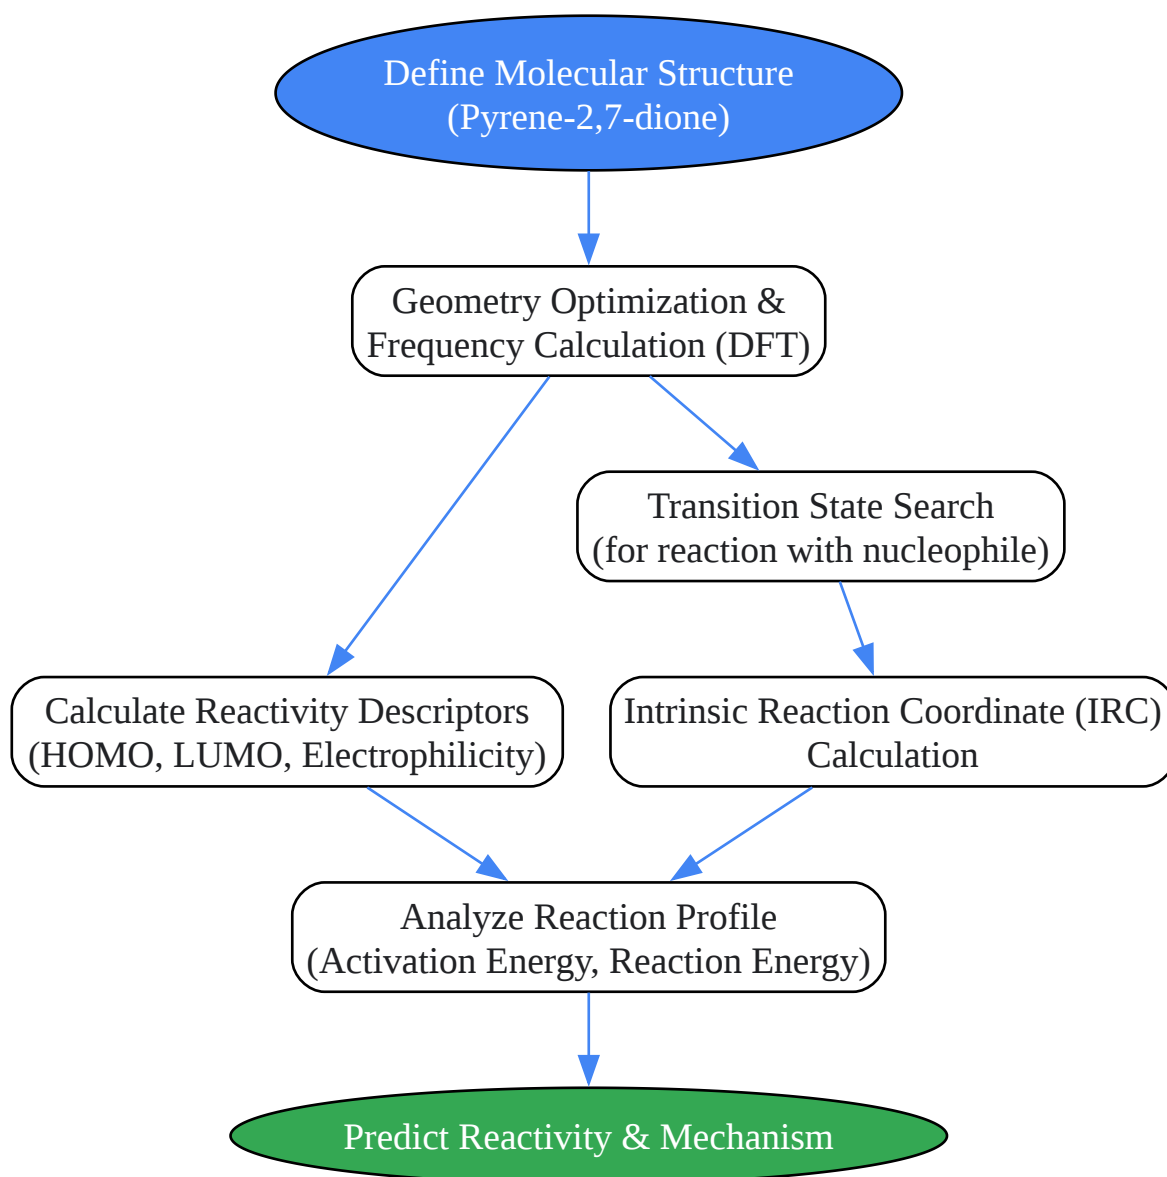 Define Molecular Structure
(Pyrene-2,7-dione)
Geometry Optimization &
Frequency Calculation (DFT)
Transition State Search
(for reaction with nucleophile)
Calculate Reactivity Descriptors
(HOMO, LUMO, Electrophilicity)
Intrinsic Reaction Coordinate (IRC)
Calculation
Analyze Reaction Profile
(Activation Energy, Reaction Energy)
Predict Reactivity & Mechanism